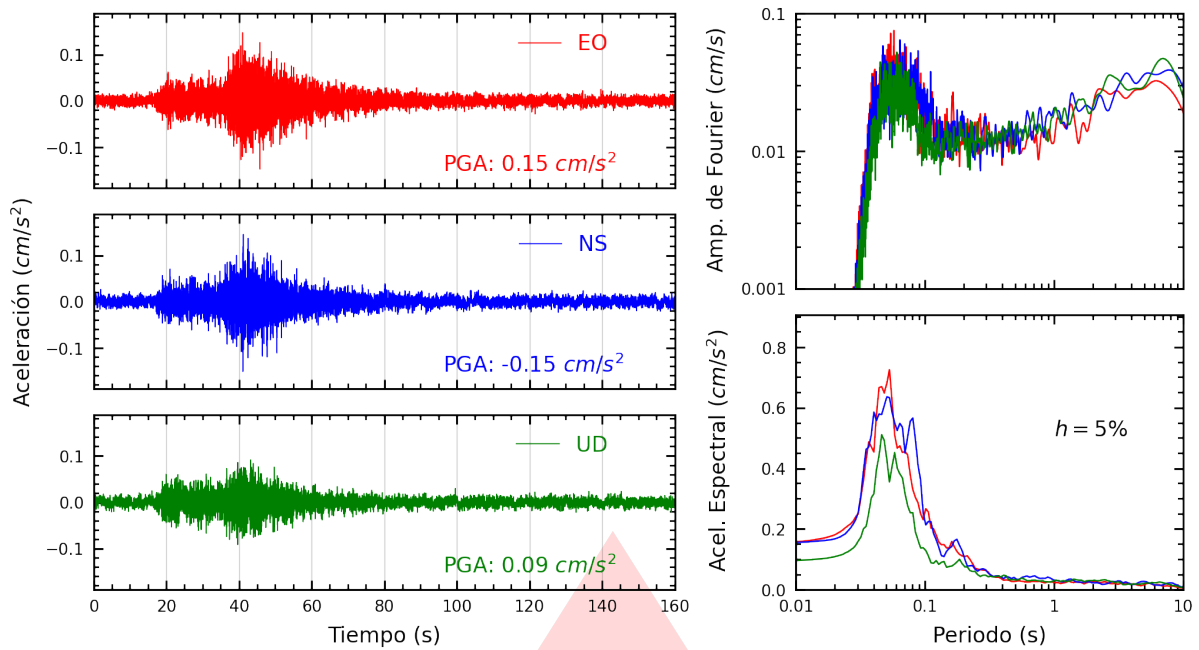 Aceleración (cm/s²)
0.1
0.0
−0.1
EO
PGA: 0.15 cm/s²
0.1
0.0
−0.1
NS
PGA: -0.15 cm/s²
0.1
0.0
−0.1
UD
PGA: 0.09 cm/s²
0 20 40 60 80 100 120 140 160
Tiempo (s)
Amp. de Fourier (cm/s)
0.1
0.01
0.001
Acel. Espectral (cm/s²)
0.8
0.6
0.4
0.2
0.0
h = 5%
0.01 0.1 1 10
Periodo (s)